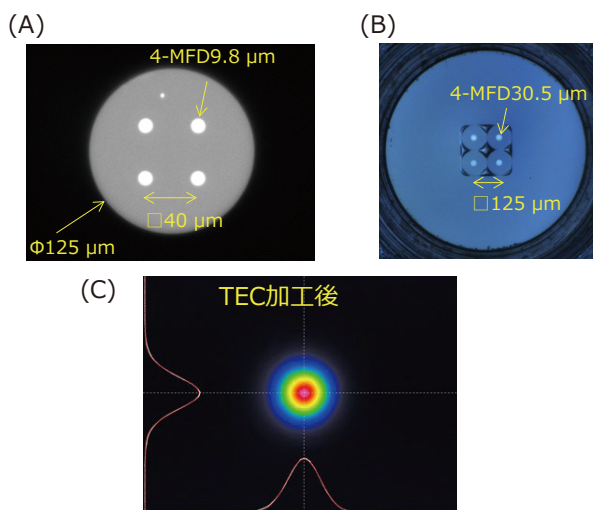 (A)
4-MFD9.8 μm
□40 μm
Φ125 μm
(B)
4-MFD30.5 μm
□125 μm
(C)
TEC加工後